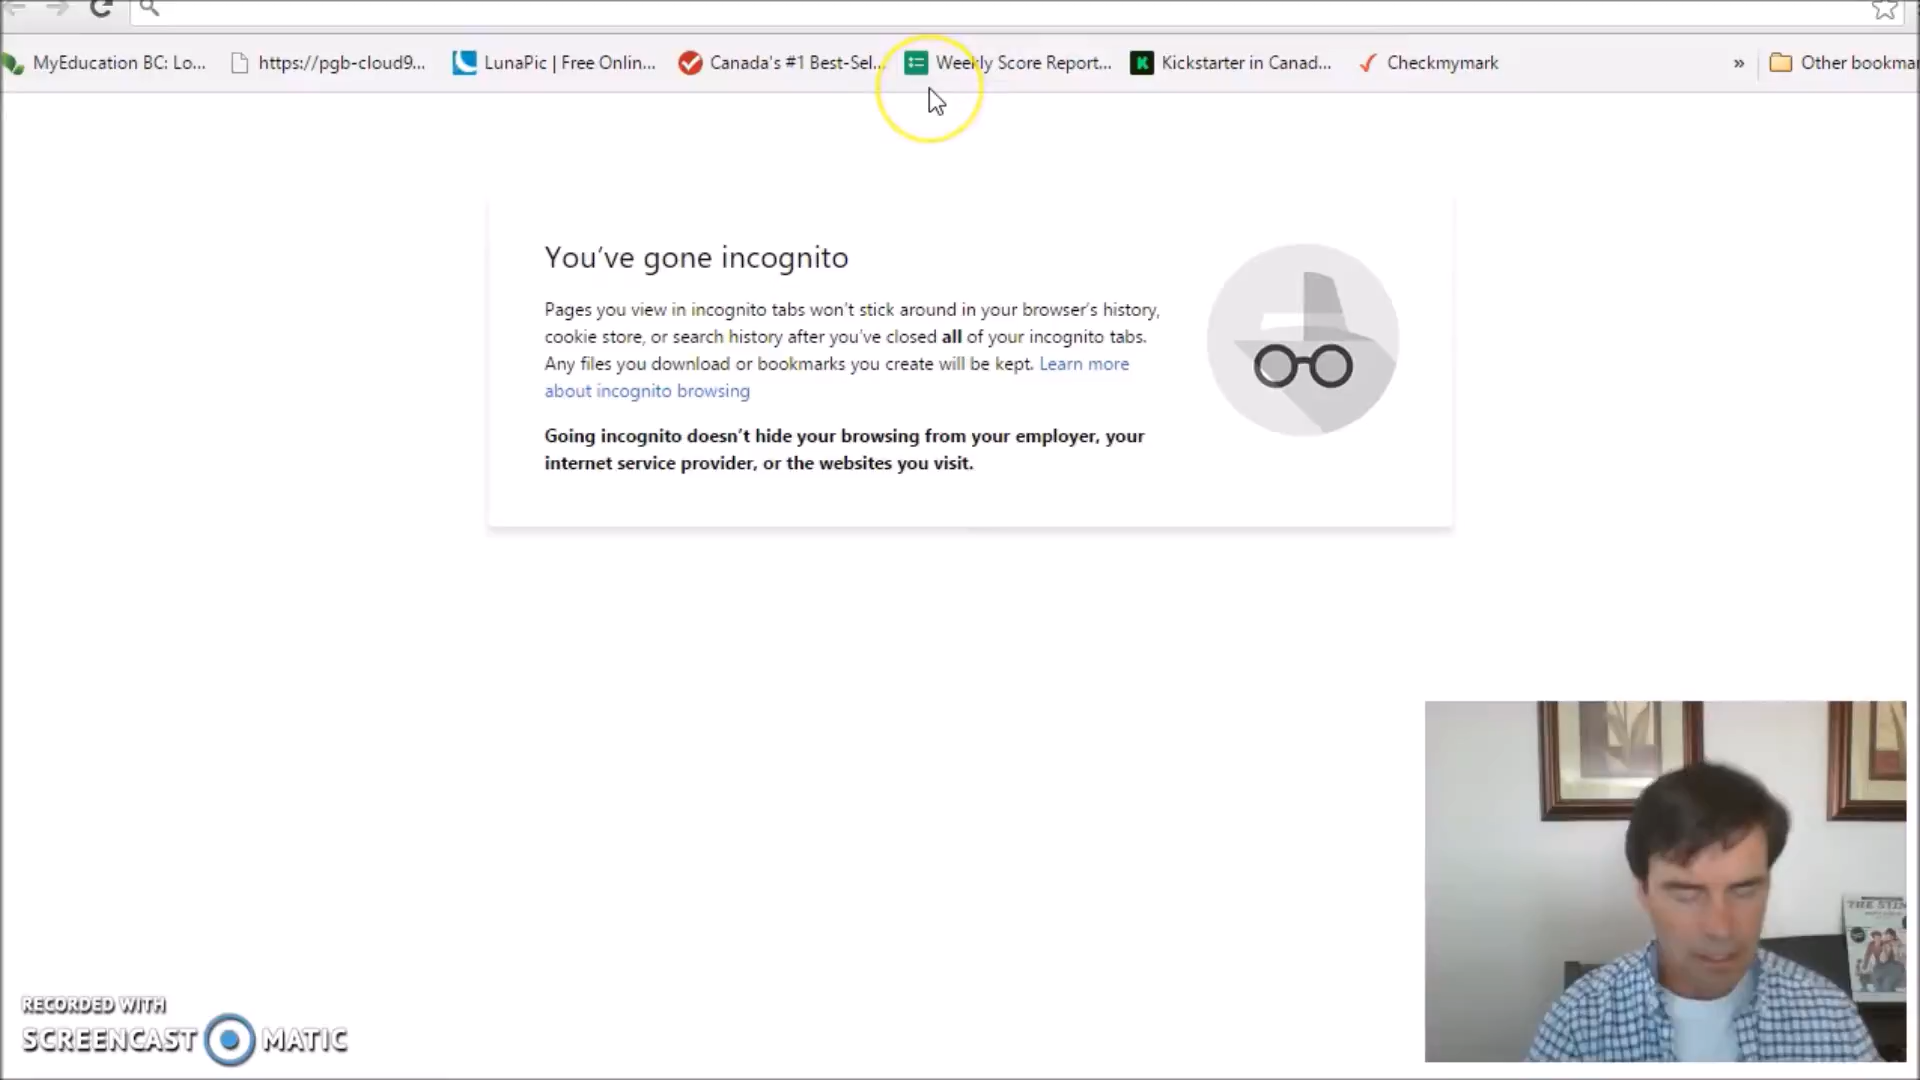 MyEducation BC: Lo... https://pgb-cloud9... LunaPic | Free Onlin... Canada's #1 Best-Sel... Weekly Score Report... Kickstarter in Canad... Checkmymark » Other bookmar
You've gone incognito
Pages you view in incognito tabs won't stick around in your browser's history,
cookie store, or search history after you've closed all of your incognito tabs.
Any files you download or bookmarks you create will be kept. Learn more
about incognito browsing
Going incognito doesn't hide your browsing from your employer, your
internet service provider, or the websites you visit.
THE STIN
RECORDED WITH
SCREENCAST MATIC